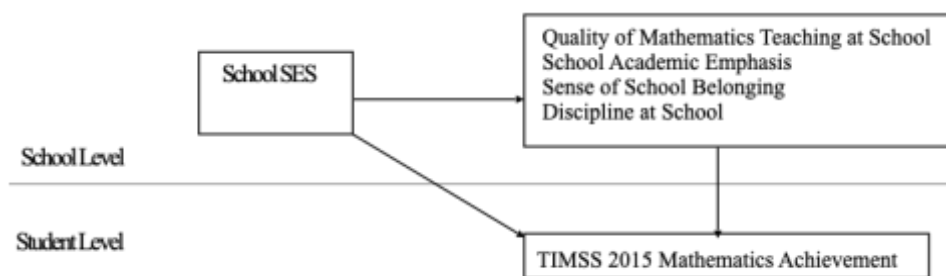 Quality of Mathematics Teaching at School
School Academic Emphasis
Sense of School Belonging
Discipline at School
School SES
School Level
Student Level
TIMSS 2015 Mathematics Achievement